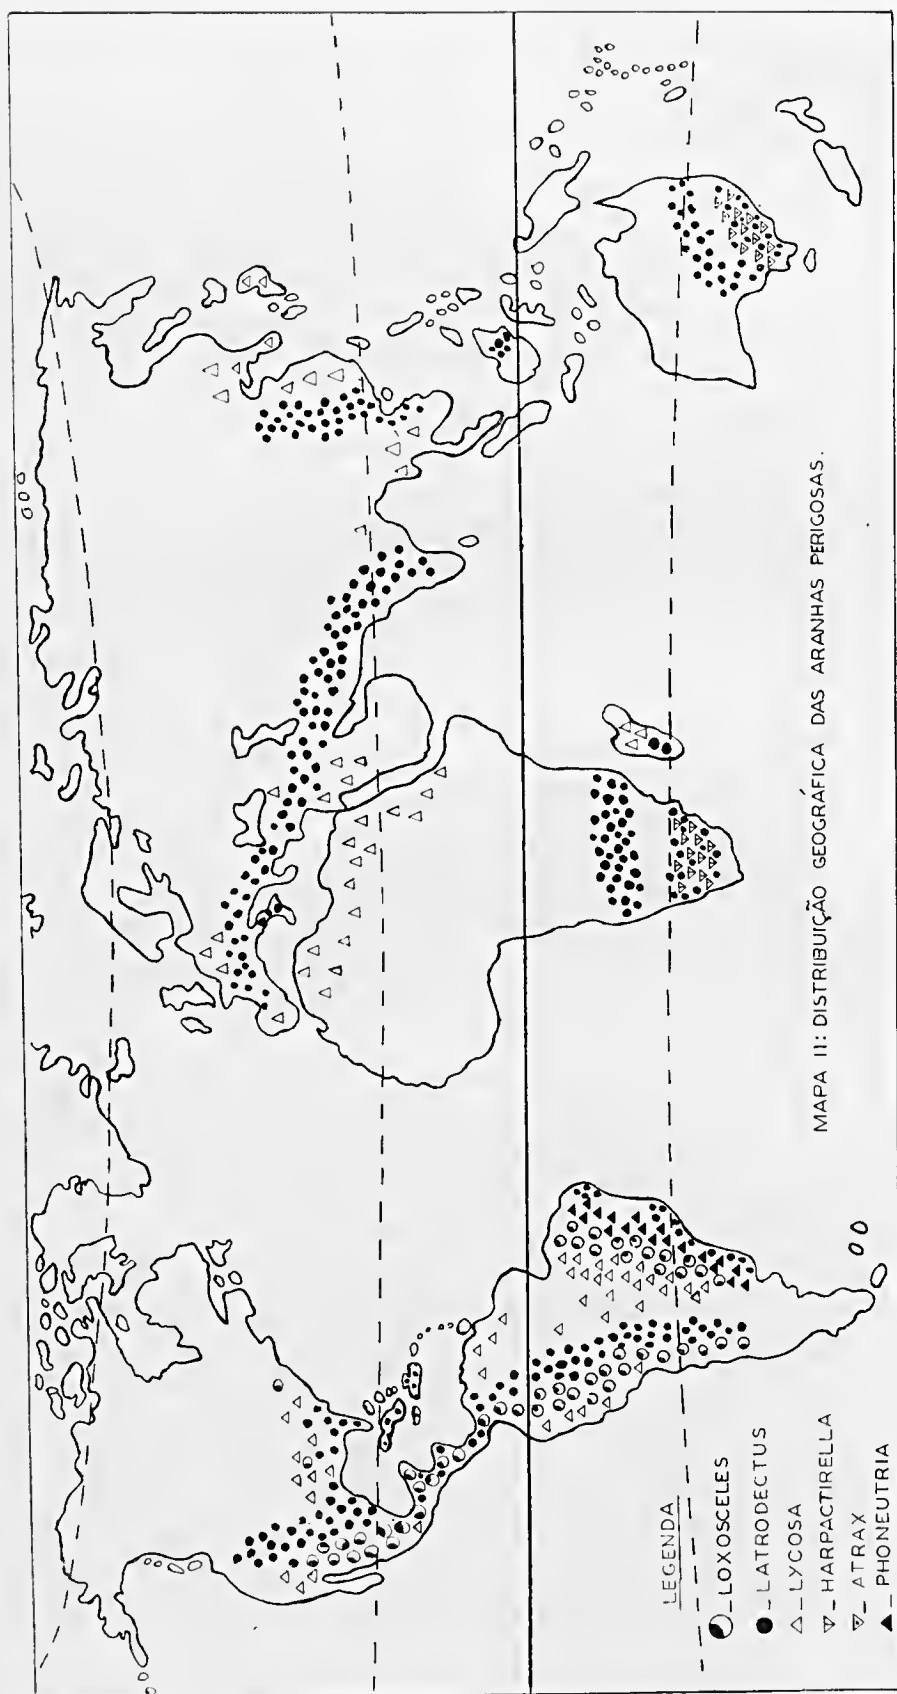 MAPA II: DISTRIBUIÇÃO GEOGRÁFICA DAS ARANHAS PERIGOSAS.
LEGENDA
_LOXOSCELES
_LATRODECTUS
_LYCOSA
_HARPACTIRELLA
_ATRAX
_PHONEUTRIA